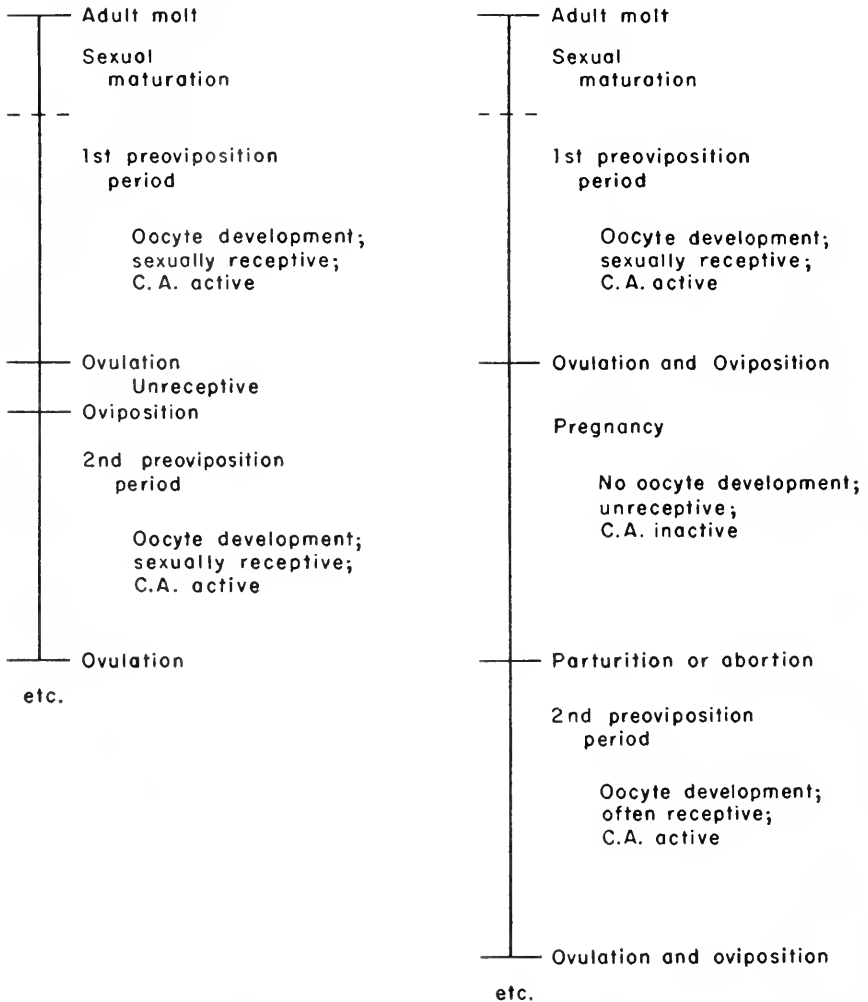 Adult molt
Sexual
maturation
1st preoviposition
period
Oocyte development;
sexually receptive;
C.A. active
Ovulation
Unreceptive
Oviposition
2nd preoviposition
period
Oocyte development;
sexually receptive;
C.A. active
Ovulation
etc.
Adult molt
Sexual
maturation
1st preoviposition
period
Oocyte development;
sexually receptive;
C.A. active
Ovulation and Oviposition
Pregnancy
No oocyte development;
unreceptive;
C.A. inactive
Parturition or abortion
2nd preoviposition
period
Oocyte development;
often receptive;
C.A. active
Ovulation and oviposition
etc.